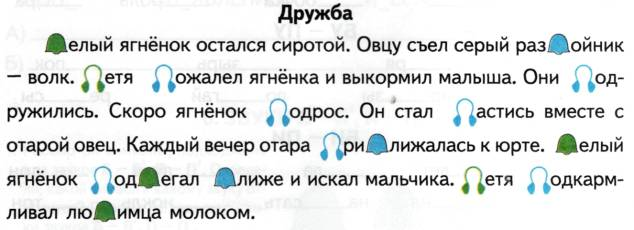 Дружба
елый ягнёнок остался сиротой. Овцу съел серый раз ойник
– волк. етя ожалел ягнёнка и выкормил малыша. Они од-
ружились. Скоро ягнёнок одрос. Он стал астись вместе с
отарой овец. Каждый вечер отара ри лижалась к юрте. елый
ягнёнок од егал лиже и искал мальчика. етя одкарм-
ливал лю имца молоком.